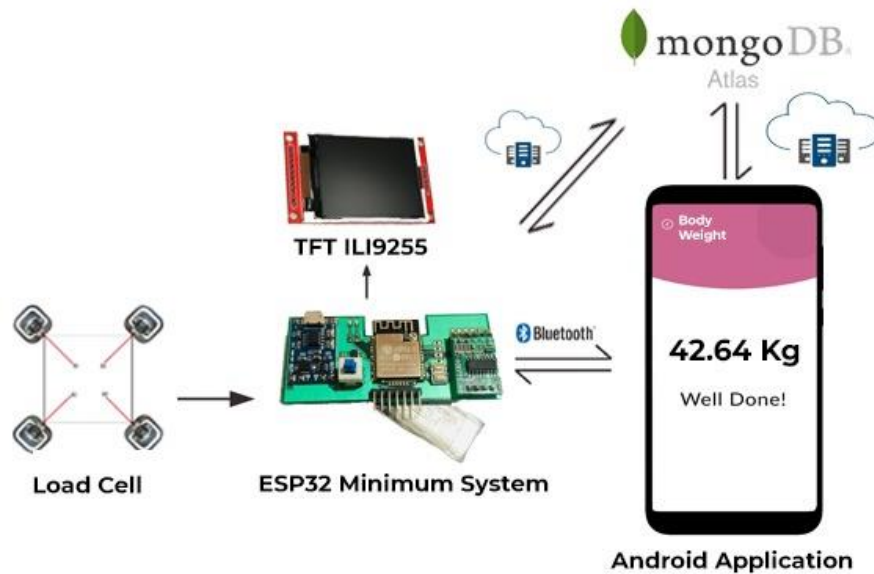 mongoDB®
Atlas
TFT ILI9255
Bluetooth®
Body
Weight
42.64 Kg
Well Done!
Load Cell
ESP32 Minimum System
Android Application